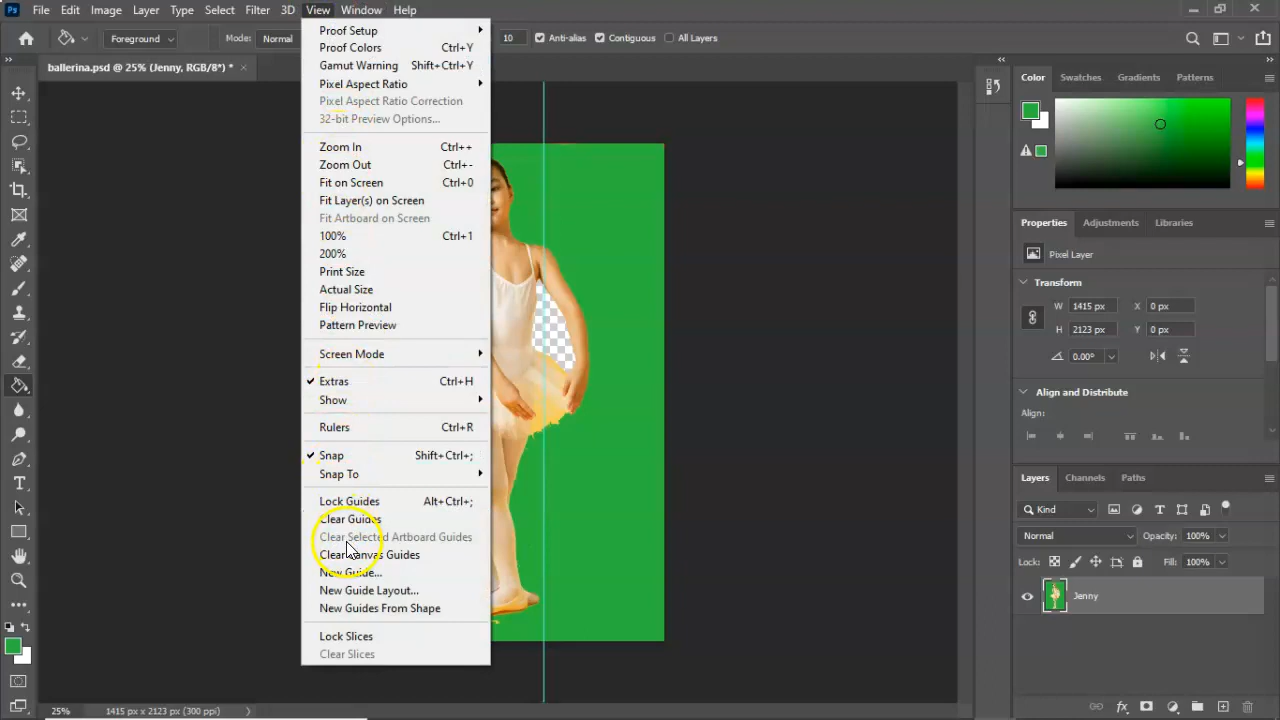 Ps File Edit Image Layer Type Select Filter 3D View Window Help
Foreground Mode: Normal 10 Anti-alias Contiguous All Layers
ballerina.psd @ 25% (Jenny, RGB/8*) *
Proof Setup
Proof Colors Ctrl+Y
Gamut Warning Shift+Ctrl+Y
Pixel Aspect Ratio
Pixel Aspect Ratio Correction
32-bit Preview Options...
Zoom In Ctrl++
Zoom Out Ctrl+-
Fit on Screen Ctrl+0
Fit Layer(s) on Screen
Fit Artboard on Screen
100% Ctrl+1
200%
Print Size
Actual Size
Flip Horizontal
Pattern Preview
Screen Mode
Extras Ctrl+H
Show
Rulers Ctrl+R
Snap Shift+Ctrl+;
Snap To
Lock Guides Alt+Ctrl+;
Clear Guides
Clear Selected Artboard Guides
Clear Canvas Guides
New Guide...
New Guide Layout...
New Guides From Shape
Lock Slices
Clear Slices
Color Swatches Gradients Patterns
Properties Adjustments Libraries
Pixel Layer
Transform
W 1415 px X 0 px
H 2123 px Y 0 px
0.00°
Align and Distribute
Align:
Layers Channels Paths
Kind
Normal Opacity: 100%
Lock: Fill: 100%
Jenny
25% 1415 px x 2123 px (300 ppi)